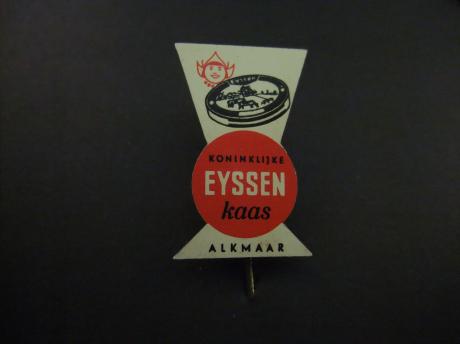 KONINKLIJKE
EYSSEN
kaas
ALKMAAR